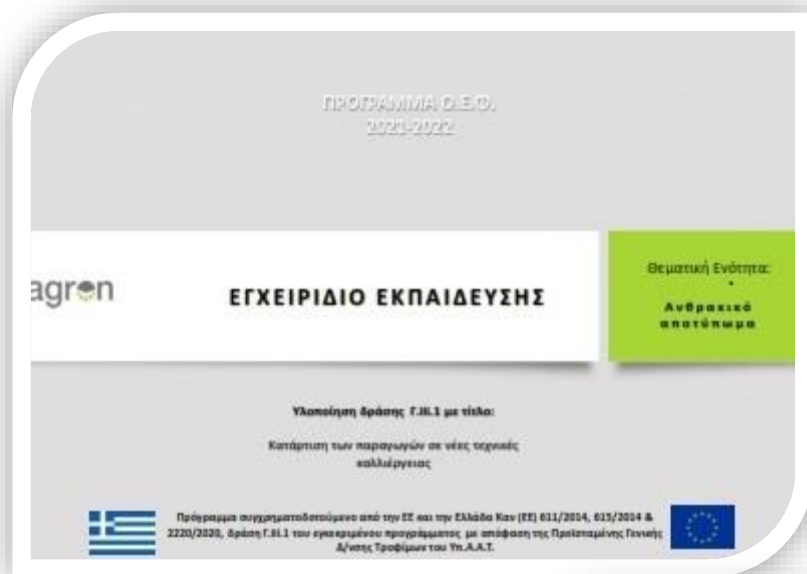 ΠΡΟΓΡΑΜΜΑ Ο.Ε.Φ.
2021-2022
agron
ΕΓΧΕΙΡΙΔΙΟ ΕΚΠΑΙΔΕΥΣΗΣ
Θεματική Ενότητα:
Ανθρακικό
αποτύπωμα
Υλοποίηση δράσης Γ.ΙΙΙ.1 με τίτλο:
Κατάρτιση των παραγωγών σε νέες τεχνικές
καλλιέργειας
Πρόγραμμα συγχρηματοδοτούμενο από την ΕΕ και την Ελλάδα Καν (ΕΕ) 611/2014, 615/2014 &
2220/2020, δράση Γ.ΙΙΙ.1 του εγκεκριμένου προγράμματος με απόφαση της Προϊσταμένης Γενικής
Δ/νσης Τροφίμων του Υπ.Α.Α.Τ.